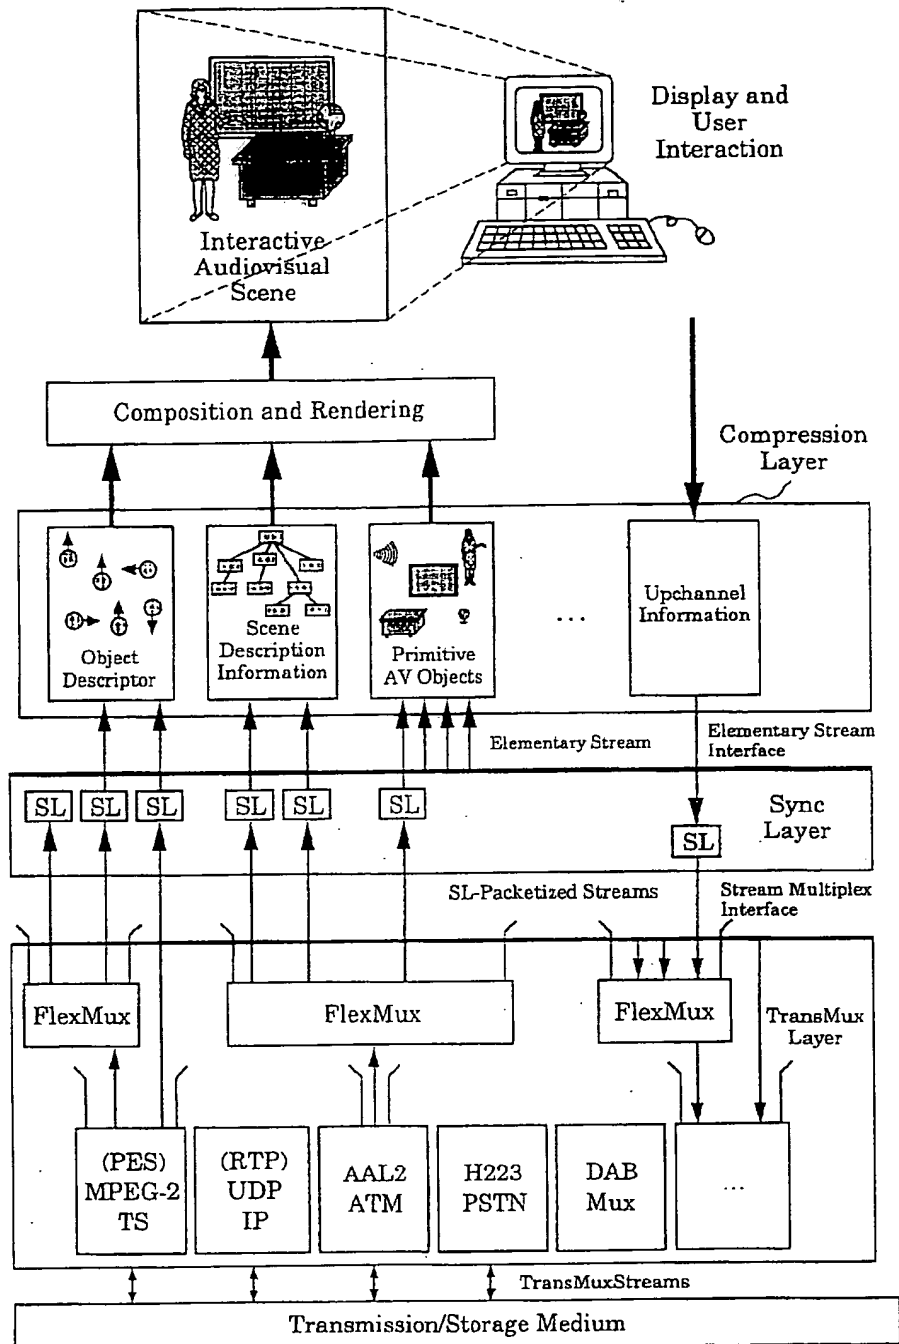 Display and
User
Interaction
Interactive
Audiovisual
Scene
Composition and Rendering
Compression
Layer
Object
Descriptor
Scene
Description
Information
Primitive
AV Objects
...
Upchannel
Information
Elementary Stream
Elementary Stream
Interface
SL
SL
SL
SL
SL
SL
SL
Sync
Layer
SL-Packetized Streams
Stream Multiplex
Interface
FlexMux
FlexMux
FlexMux
TransMux
Layer
(PES)
MPEG-2
TS
(RTP)
UDP
IP
AAL2
ATM
H223
PSTN
DAB
Mux
...
TransMuxStreams
Transmission/Storage Medium